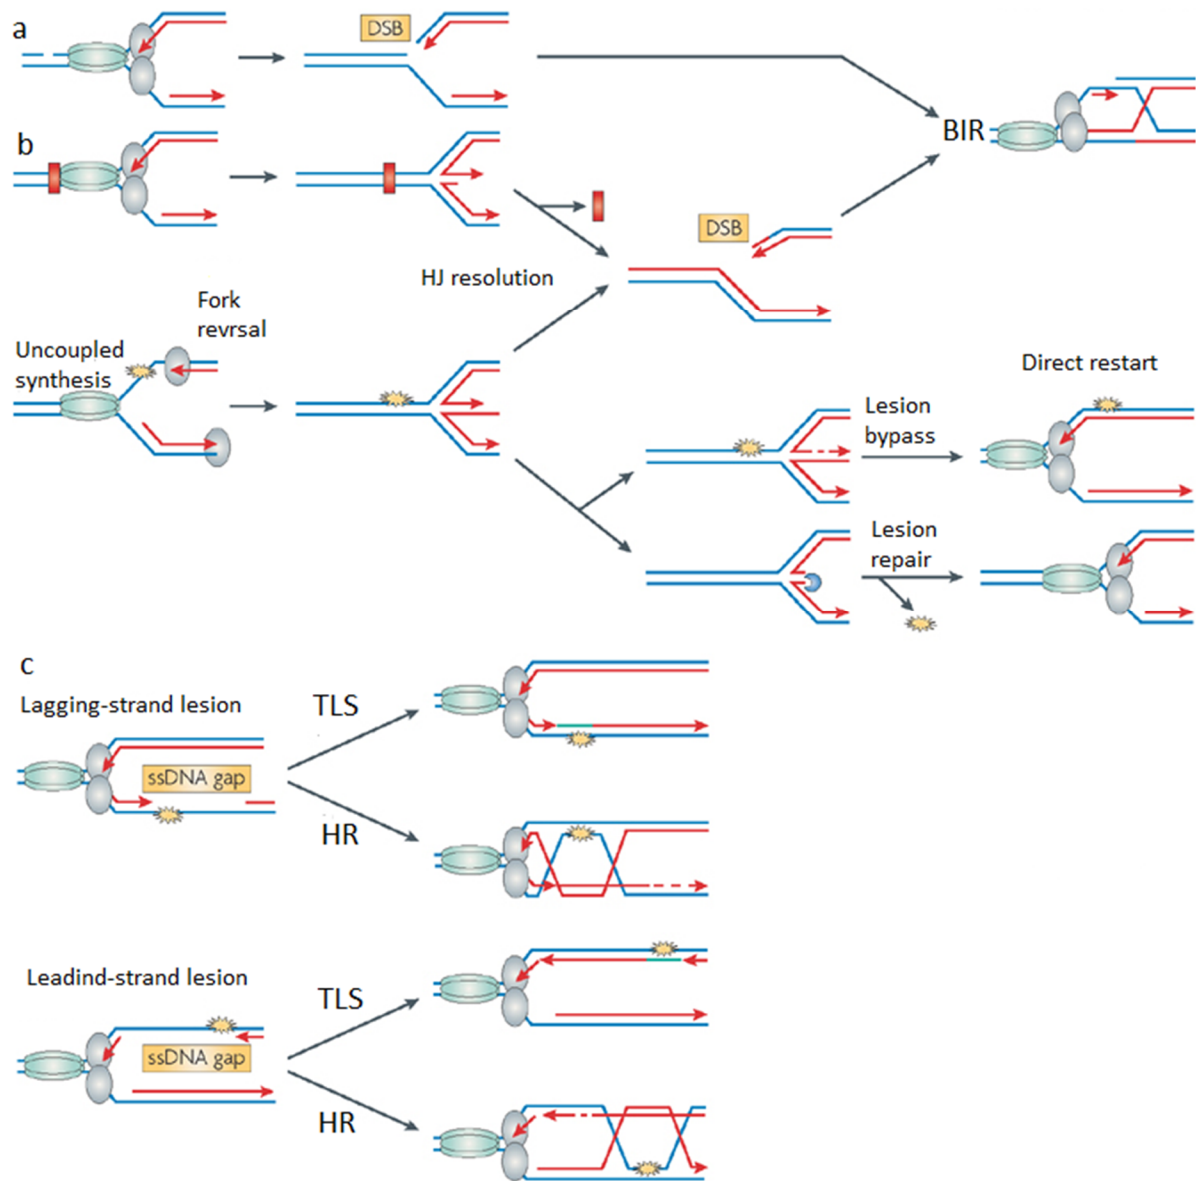 a
DSB
BIR
b
DSB
HJ resolution
Fork
revrsal
Uncoupled
synthesis
Direct restart
Lesion
bypass
Lesion
repair
c
Lagging-strand lesion
TLS
ssDNA gap
HR
Leadind-strand lesion
TLS
ssDNA gap
HR